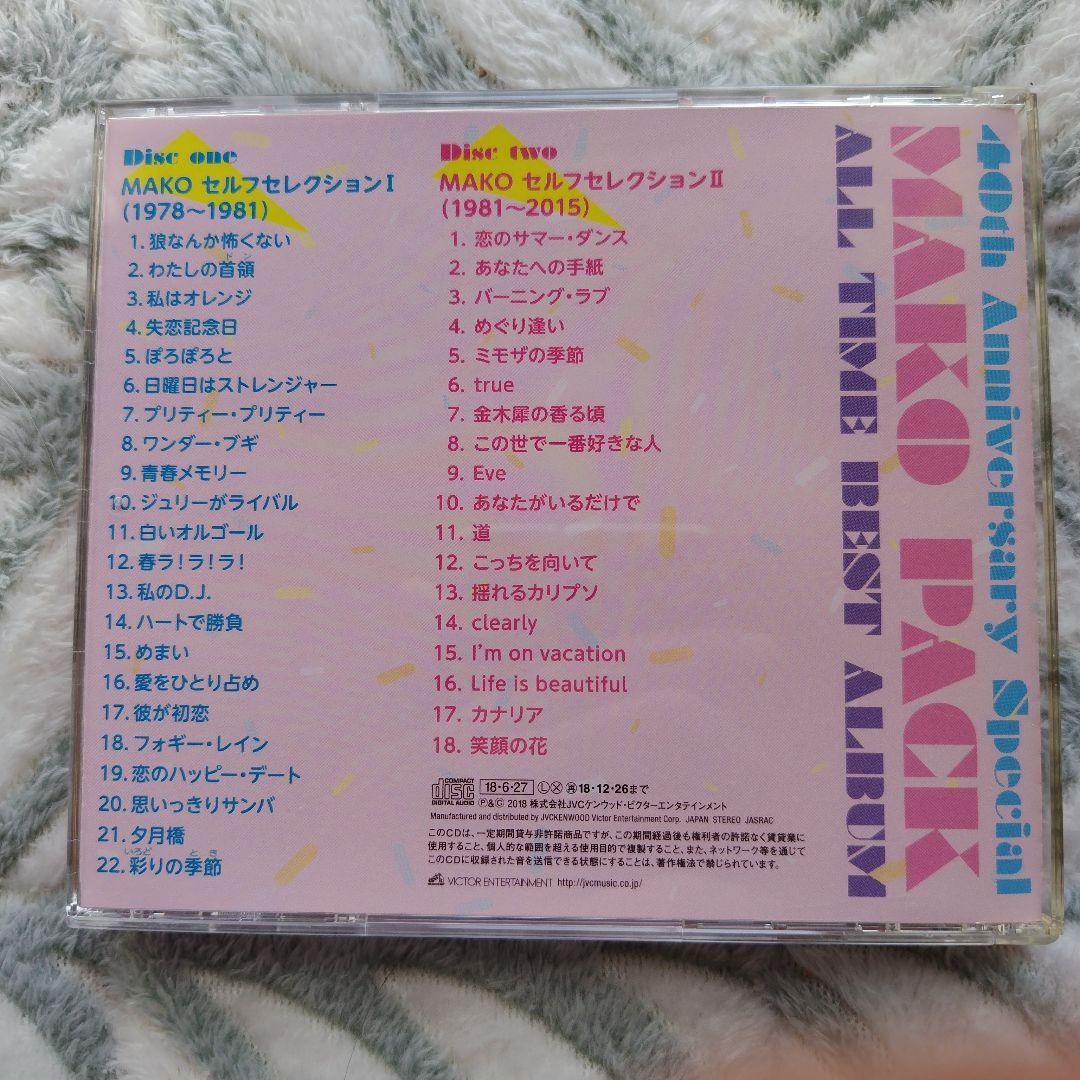 Disc one
MAKO セルフセレクションⅠ
(1978〜1981)
1. 狼なんか怖くない
ドン
2. わたしの首領
3. 私はオレンジ
4. 失恋記念日
5. ぽろぽろと
6. 日曜日はストレンジャー
7. プリティー・プリティー
8. ワンダー・ブギ
9. 青春メモリー
10. ジュリーがライバル
11. 白いオルゴール
12. 春ラ!ラ!ラ!
13. 私のD.J.
14. ハートで勝負
15. めまい
16. 愛をひとり占め
17. 彼が初恋
18. フォギー・レイン
19. 恋のハッピー・デート
20. 思いっきりサンバ
21. 夕月橋
いろど とき
22. 彩りの季節
Disc two
MAKO セルフセレクションⅡ
(1981〜2015)
1. 恋のサマー・ダンス
2. あなたへの手紙
3. バーニング・ラブ
4. めぐり逢い
5. ミモザの季節
6. true
7. 金木犀の香る頃
8. この世で一番好きな人
9. Eve
10. あなたがいるだけで
11. 道
12. こっちを向いて
13. 揺れるカリプソ
14. clearly
15. I'm on vacation
16. Life is beautiful
17. カナリア
18. 笑顔の花
COMPACT disc DIGITAL AUDIO 18・6・27 Ⓛ Ⓧ 再 18・12・26まで
Ⓟ&Ⓒ 2018 株式会社JVCケンウッド・ビクターエンタテインメント
Manufactured and distributed by JVCKENWOOD Victor Entertainment Corp. JAPAN STEREO JASRAC
このCDは、一定期間貸与非許諾商品ですが、この期間経過後も権利者の許諾なく賃貸業に
使用すること、個人的な範囲を超える使用目的で複製すること、また、ネットワーク等を通じて
このCDに収録された音を送信できる状態にすることは、著作権法で禁じられています。
VICTOR ENTERTAINMENT http://jvcmusic.co.jp/
40th Anniversary Special
MAKO PACK
ALL TIME BEST ALBUM